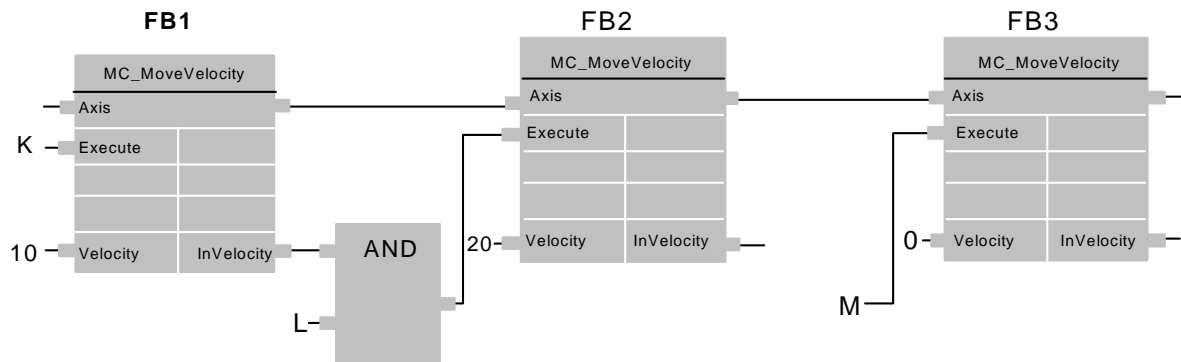 FB1
FB2
FB3
MC_MoveVelocity
Axis
K
Execute
10
Velocity
InVelocity
AND
L
MC_MoveVelocity
Axis
Execute
20
Velocity
InVelocity
MC_MoveVelocity
Axis
Execute
0
Velocity
InVelocity
M